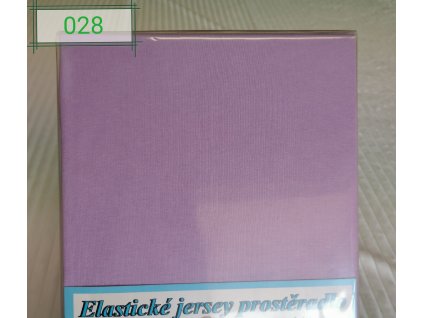 028
Elastické jersey prostěradlo